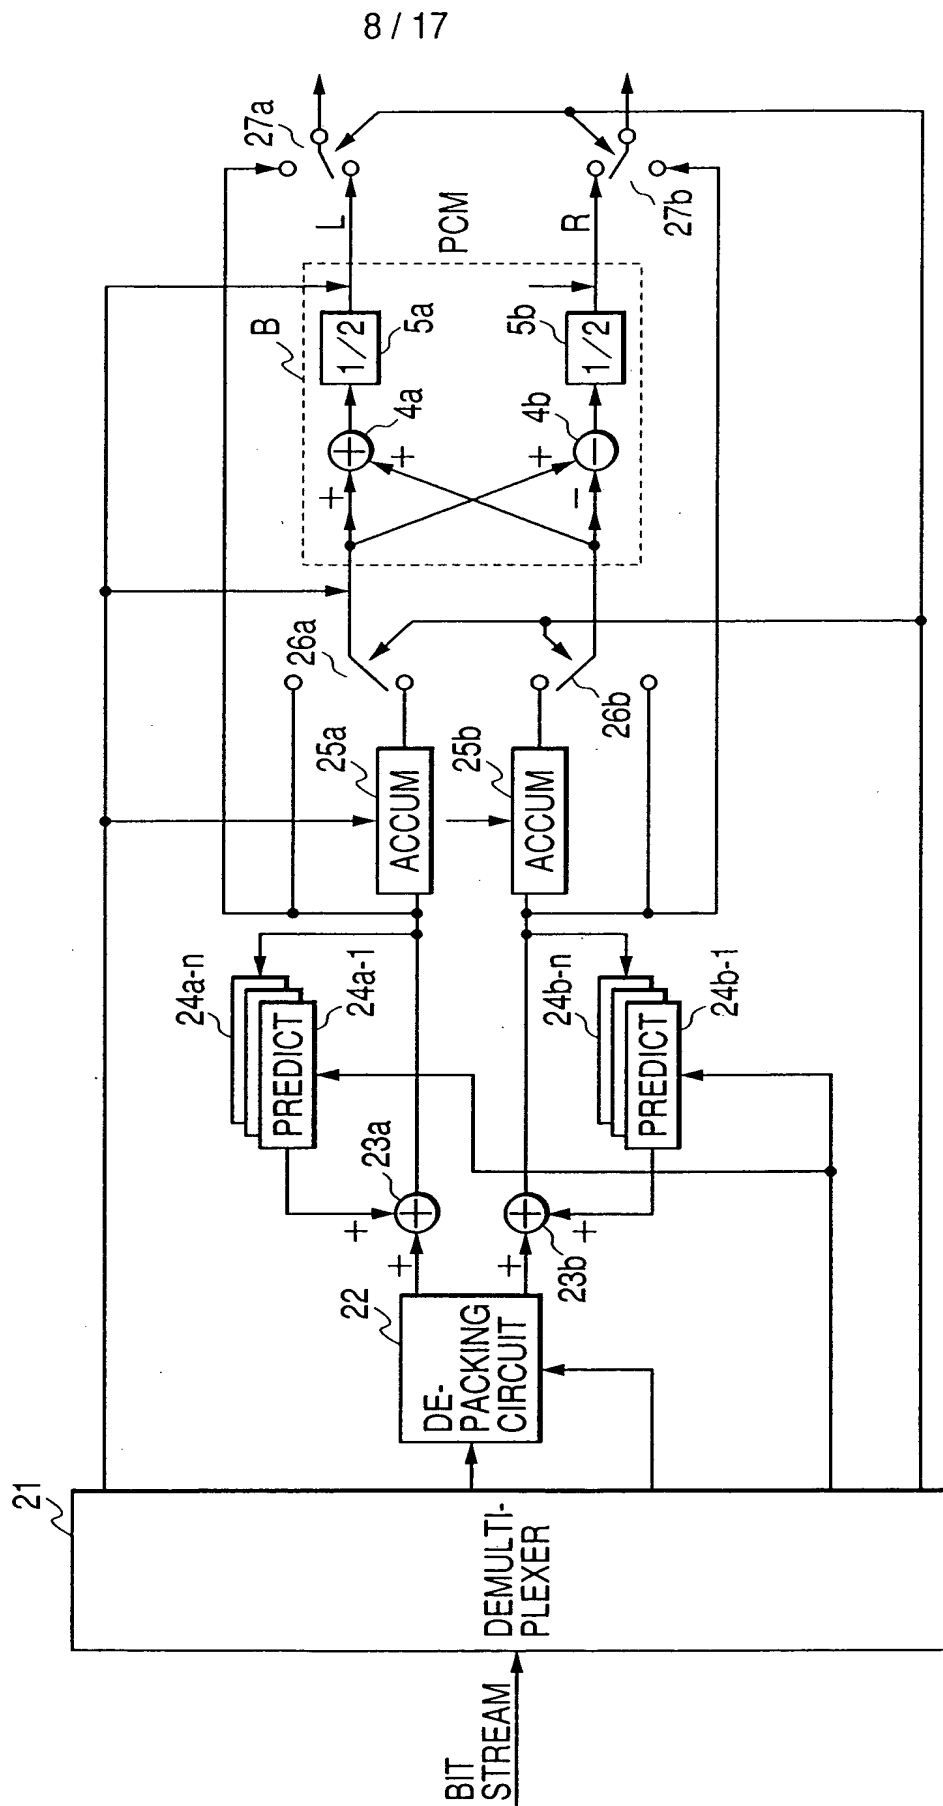 8 / 17
BIT
STREAM
21
DEMULTI-
PLEXER
22
DE-
PACKING
CIRCUIT
+
+
23a
+
+
23b
24a-n
PREDICT
24a-1
24b-n
PREDICT
24b-1
25a
ACCUM
25b
ACCUM
26a
26b
B
+
+
4a
+
-
4b
1/2
5a
1/2
5b
L
PCM
R
27a
27b